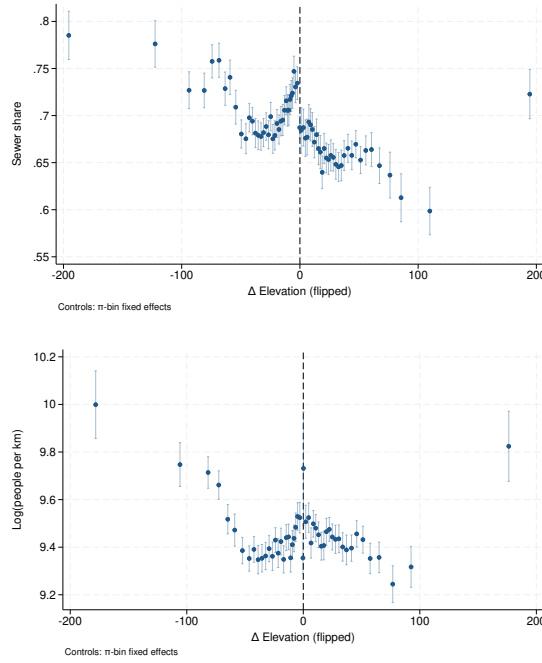 .8
.75
.7
.65
.6
.55
Sewer share
-200 -100 0 100 200
Δ Elevation (flipped)
Controls: π-bin fixed effects
10.2
10
9.8
9.6
9.4
9.2
Log(people per km)
-200 -100 0 100 200
Δ Elevation (flipped)
Controls: π-bin fixed effects